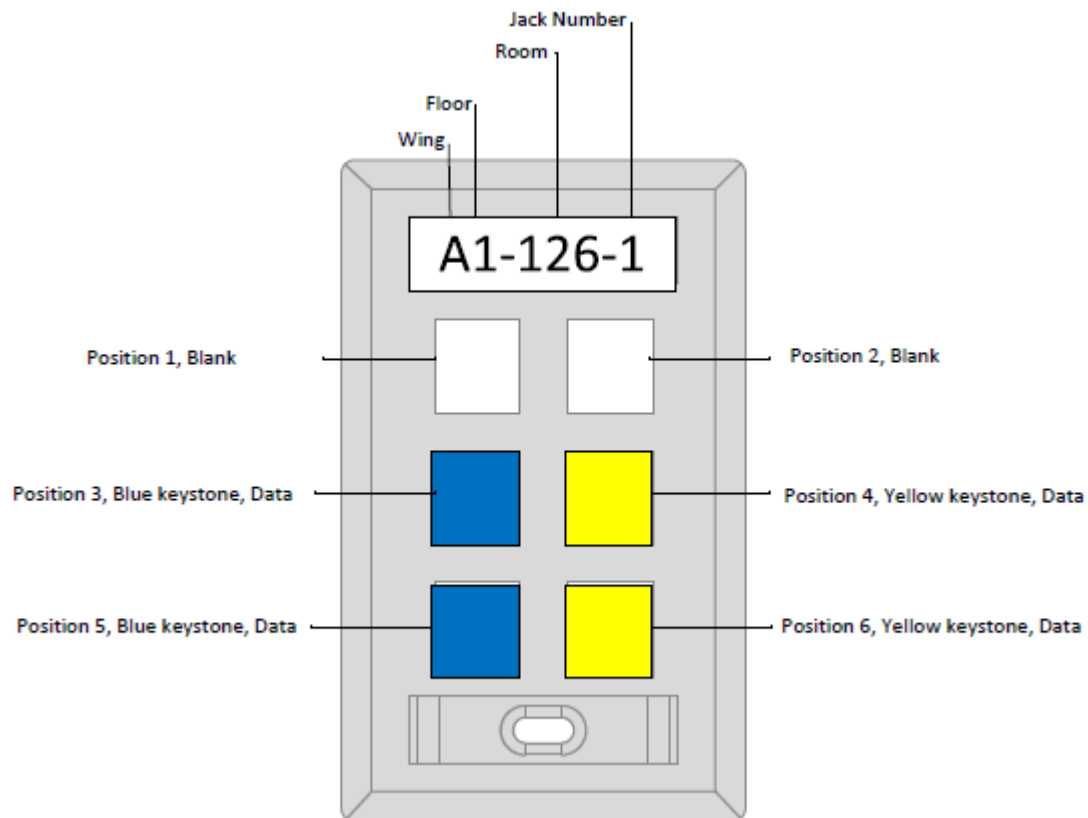 Jack Number
Room
Floor
Wing
A1-126-1
Position 1, Blank
Position 2, Blank
Position 3, Blue keystone, Data
Position 4, Yellow keystone, Data
Position 5, Blue keystone, Data
Position 6, Yellow keystone, Data